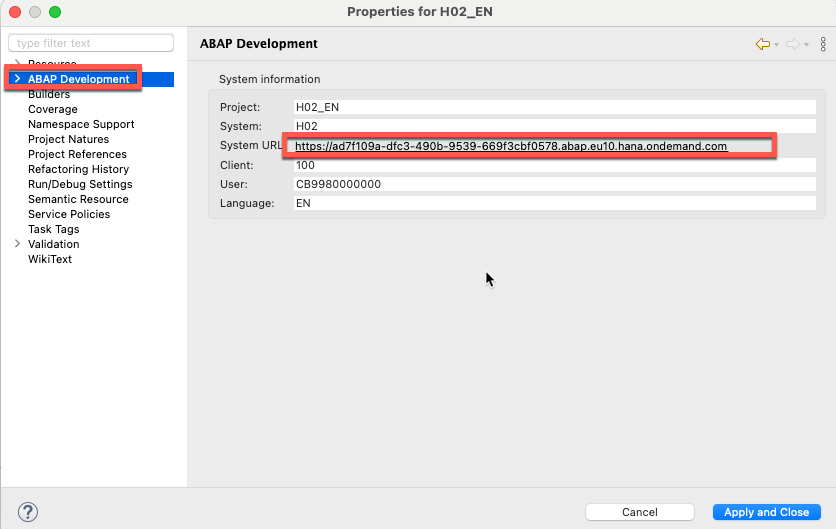 Properties for H02_EN
type filter text
Resource
ABAP Development
Builders
Coverage
Namespace Support
Project Natures
Project References
Refactoring History
Run/Debug Settings
Semantic Resource
Service Policies
Task Tags
Validation
WikiText
ABAP Development
System information
Project: H02_EN
System: H02
System URL: https://ad7f109a-dfc3-490b-9539-669f3cbf0578.abap.eu10.hana.ondemand.com
Client: 100
User: CB9980000000
Language: EN
?
Cancel
Apply and Close